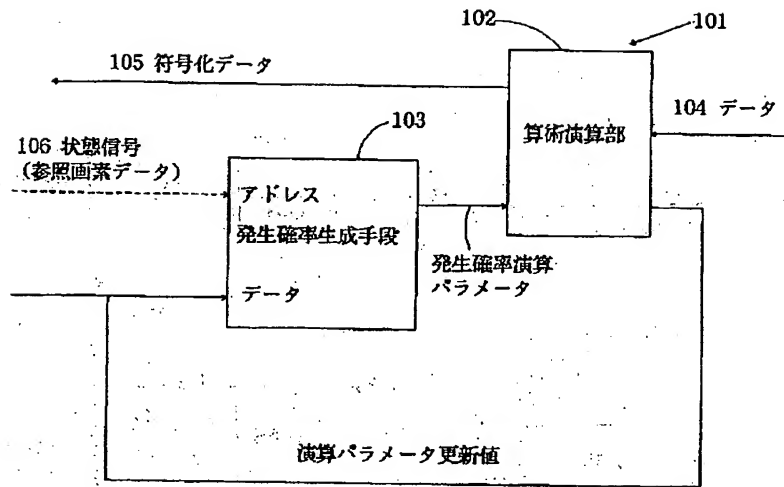 102
101
105 符号化データ
104 データ
算術演算部
103
106 状態信号
(参照画素データ)
アドレス
発生確率生成手段
データ
発生確率演算
パラメータ
演算パラメータ更新値